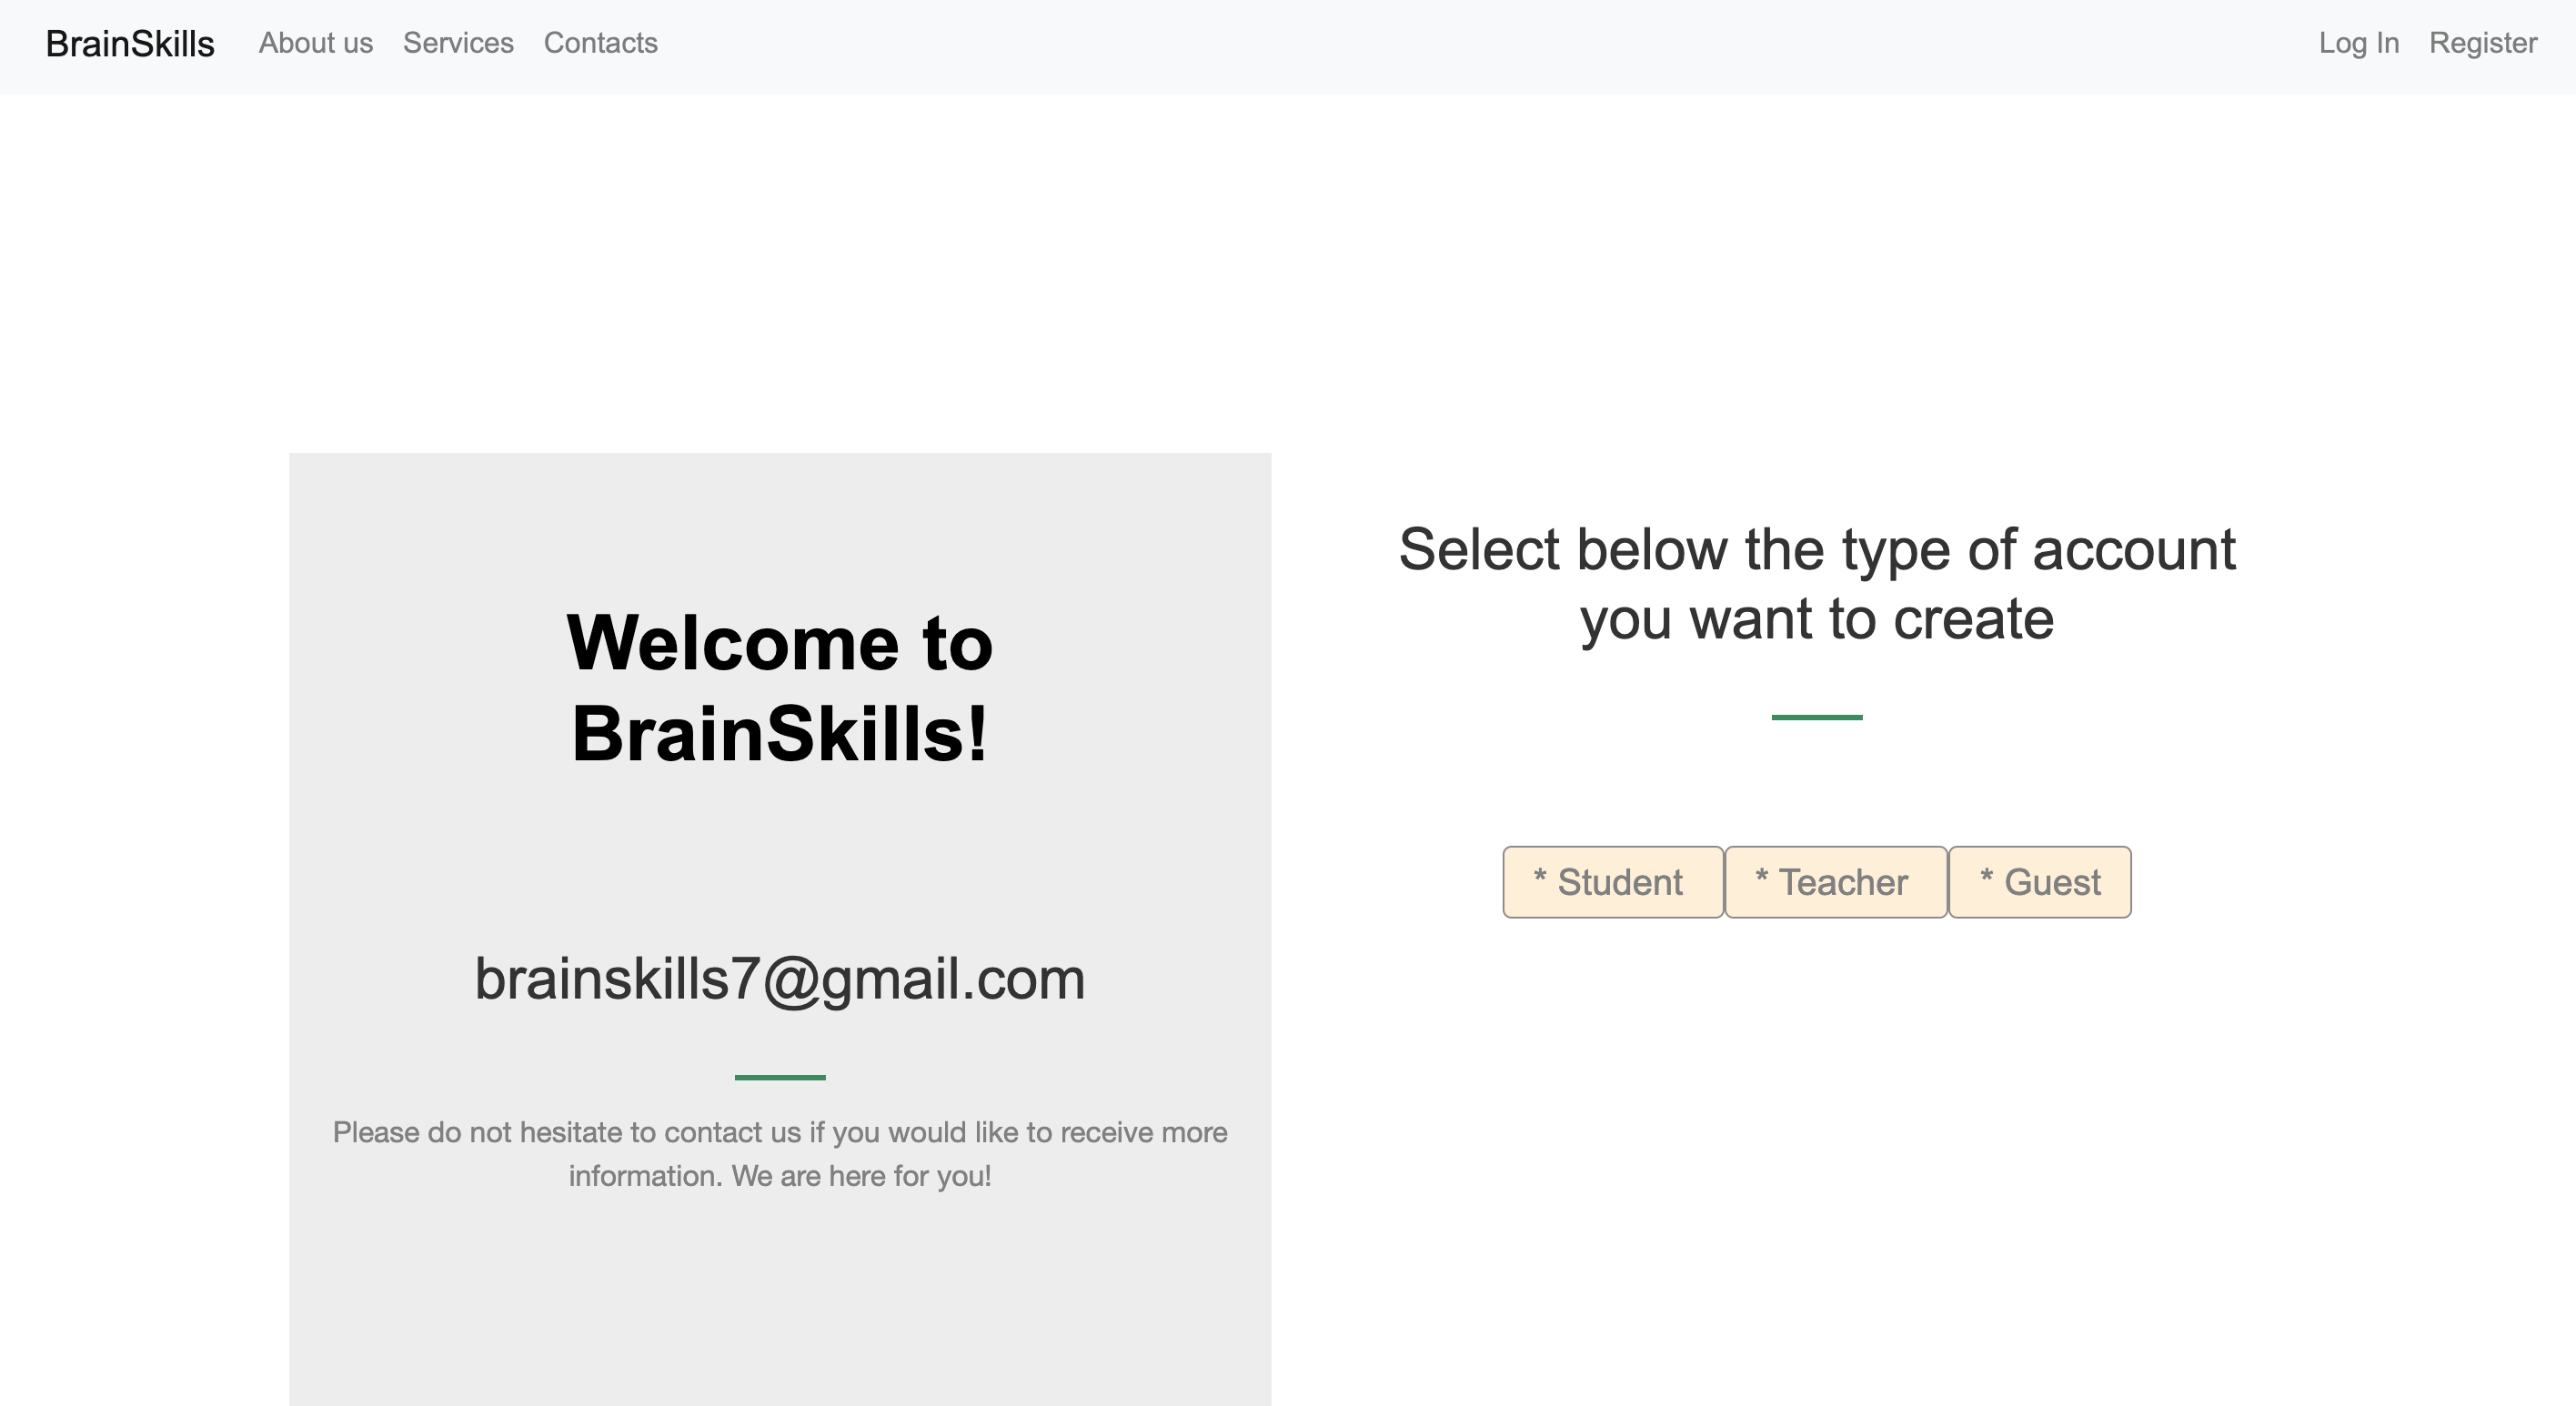 BrainSkills About us Services Contacts Log In Register
Welcome to
BrainSkills!
brainskills7@gmail.com
Please do not hesitate to contact us if you would like to receive more
information. We are here for you!
Select below the type of account
you want to create
* Student * Teacher * Guest